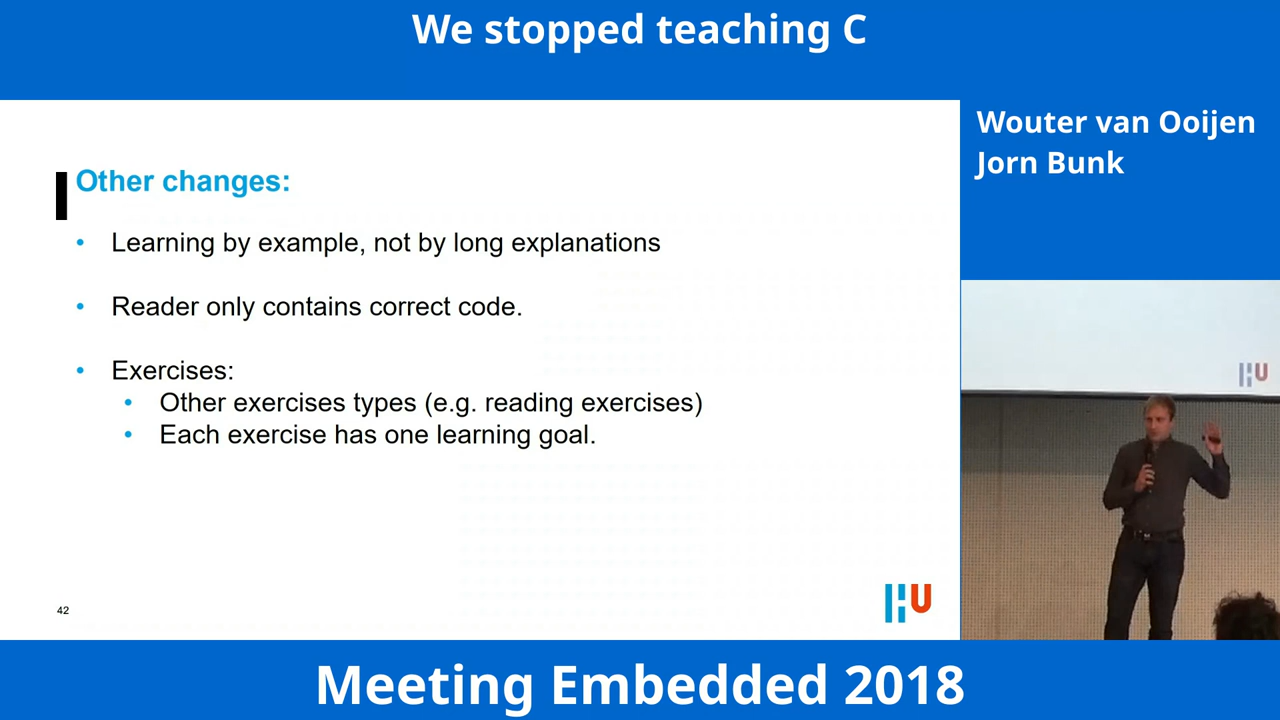 We stopped teaching C
Wouter van Ooijen
Jorn Bunk
Other changes:
• Learning by example, not by long explanations
• Reader only contains correct code.
• Exercises:
• Other exercises types (e.g. reading exercises)
• Each exercise has one learning goal.
42
HU
HU
Meeting Embedded 2018